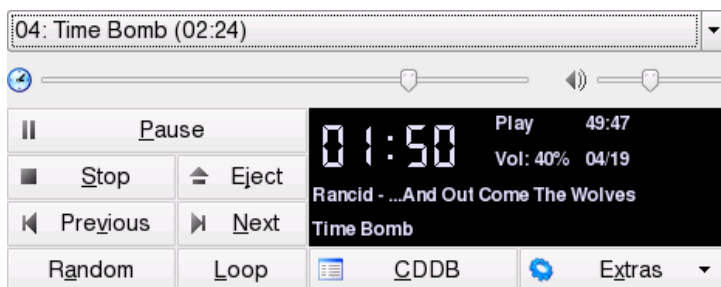 04: Time Bomb (02:24)
Pause
01:50
Play 49:47
Vol: 40% 04/19
Stop
Eject
Rancid - ...And Out Come The Wolves
Previous
Next
Time Bomb
Random
Loop
CDDB
Extras